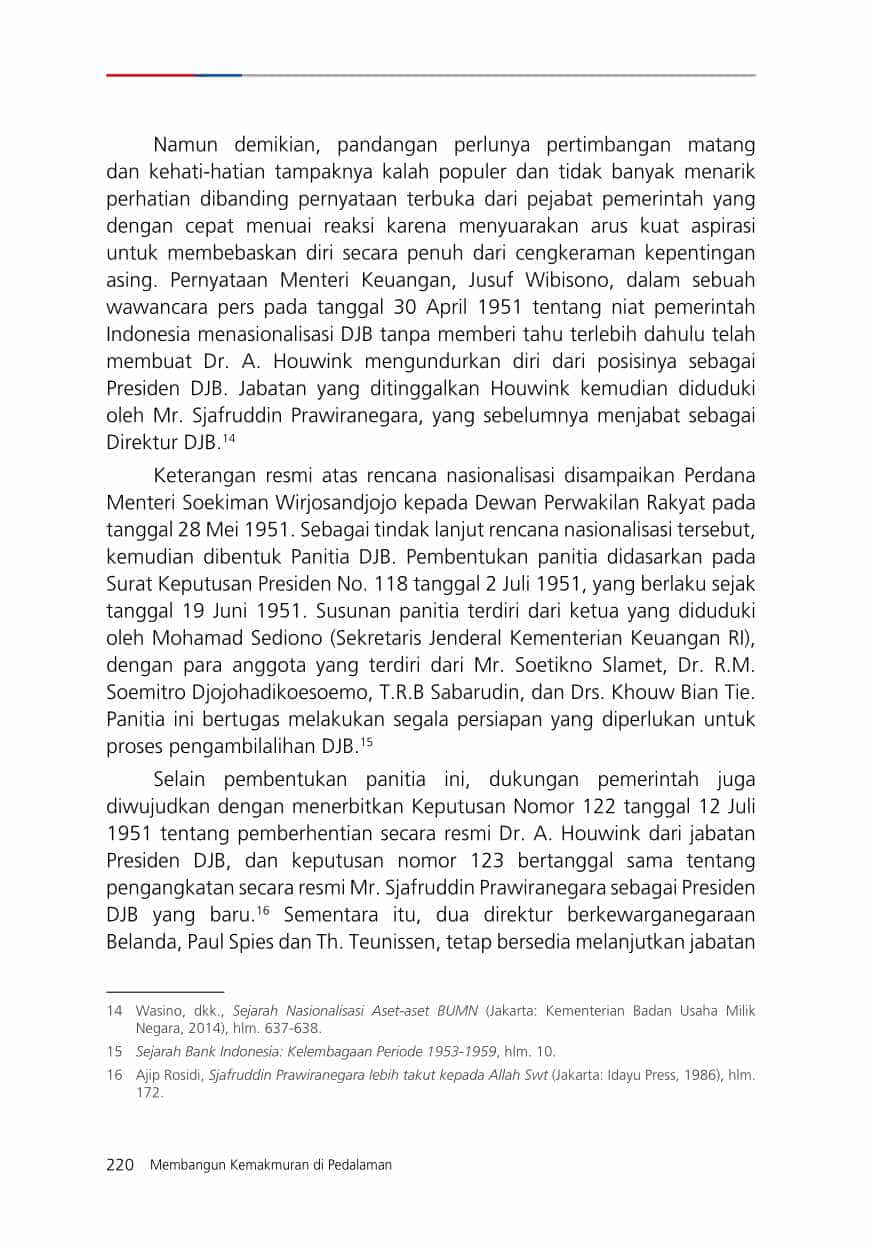 Namun demikian, pandangan perlunya pertimbangan matang
dan kehati-hatian tampaknya kalah populer dan tidak banyak menarik
perhatian dibanding pernyataan terbuka dari pejabat pemerintah yang
dengan cepat menuai reaksi karena menyuarakan arus kuat aspirasi
untuk membebaskan diri secara penuh dari cengkeraman kepentingan
asing. Pernyataan Menteri Keuangan, Jusuf Wibisono, dalam sebuah
wawancara pers pada tanggal 30 April 1951 tentang niat pemerintah
Indonesia menasionalisasi DJB tanpa memberi tahu terlebih dahulu telah
membuat Dr. A. Houwink mengundurkan diri dari posisinya sebagai
Presiden DJB. Jabatan yang ditinggalkan Houwink kemudian diduduki
oleh Mr. Sjafruddin Prawiranegara, yang sebelumnya menjabat sebagai
Direktur DJB.14
Keterangan resmi atas rencana nasionalisasi disampaikan Perdana
Menteri Soekiman Wirjosandjojo kepada Dewan Perwakilan Rakyat pada
tanggal 28 Mei 1951. Sebagai tindak lanjut rencana nasionalisasi tersebut,
kemudian dibentuk Panitia DJB. Pembentukan panitia didasarkan pada
Surat Keputusan Presiden No. 118 tanggal 2 Juli 1951, yang berlaku sejak
tanggal 19 Juni 1951. Susunan panitia terdiri dari ketua yang diduduki
oleh Mohamad Sediono (Sekretaris Jenderal Kementerian Keuangan RI),
dengan para anggota yang terdiri dari Mr. Soetikno Slamet, Dr. R.M.
Soemitro Djojohadikoesoemo, T.R.B Sabarudin, dan Drs. Khouw Bian Tie.
Panitia ini bertugas melakukan segala persiapan yang diperlukan untuk
proses pengambilalihan DJB.15
Selain pembentukan panitia ini, dukungan pemerintah juga
diwujudkan dengan menerbitkan Keputusan Nomor 122 tanggal 12 Juli
1951 tentang pemberhentian secara resmi Dr. A. Houwink dari jabatan
Presiden DJB, dan keputusan nomor 123 bertanggal sama tentang
pengangkatan secara resmi Mr. Sjafruddin Prawiranegara sebagai Presiden
DJB yang baru.16 Sementara itu, dua direktur berkewarganegaraan
Belanda, Paul Spies dan Th. Teunissen, tetap bersedia melanjutkan jabatan
14 Wasino, dkk., Sejarah Nasionalisasi Aset-aset BUMN (Jakarta: Kementerian Badan Usaha Milik
Negara, 2014), hlm. 637-638.
15 Sejarah Bank Indonesia: Kelembagaan Periode 1953-1959, hlm. 10.
16 Ajip Rosidi, Sjafruddin Prawiranegara lebih takut kepada Allah Swt (Jakarta: Idayu Press, 1986), hlm.
172.
220 Membangun Kemakmuran di Pedalaman